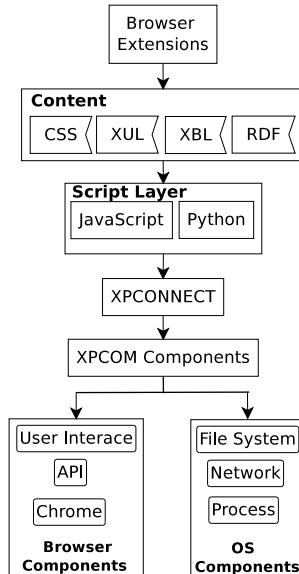 Browser
Extensions
Content
CSS XUL XBL RDF
Script Layer
JavaScript Python
XPCONNECT
XPCOM Components
User Interace
API
Chrome
Browser
Components
File System
Network
Process
OS
Components